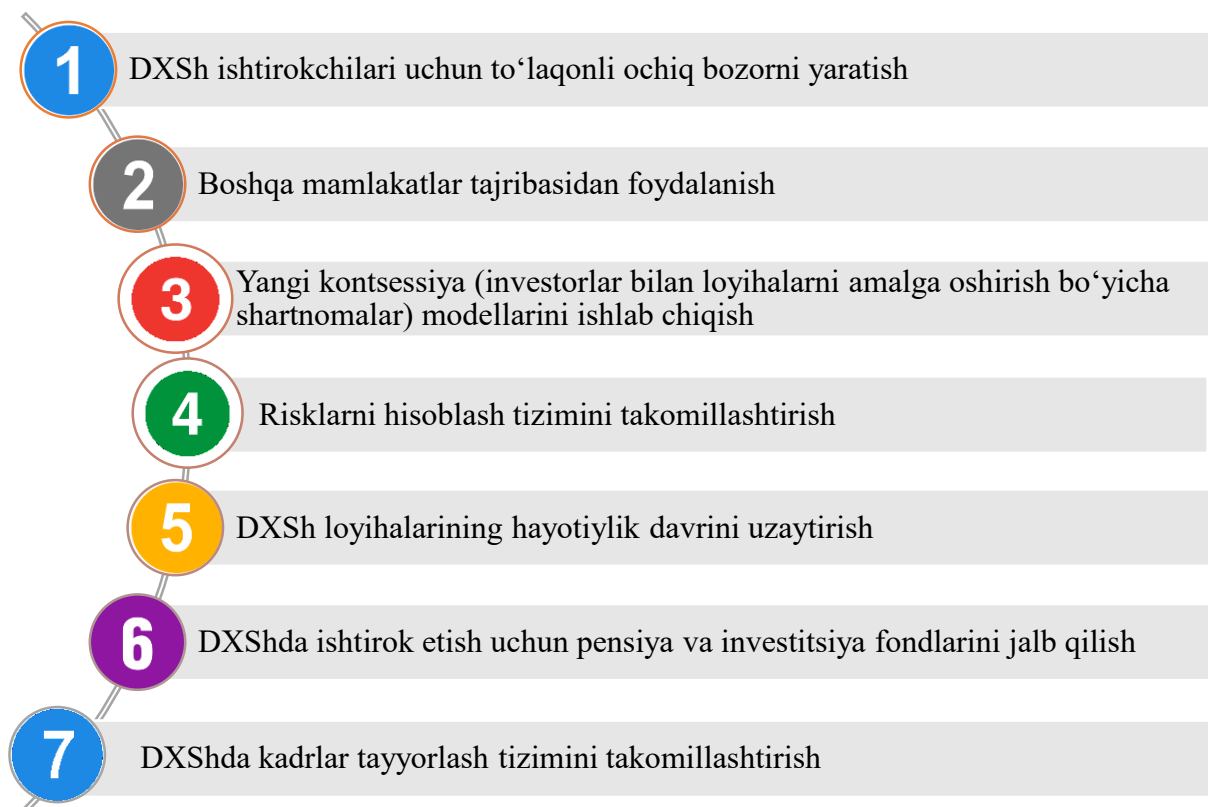 1
DXSh ishtirokchilari uchun to‘laqonli ochiq bozorni yaratish
2
Boshqa mamlakatlar tajribasidan foydalanish
3
Yangi kontsessiya (investorlar bilan loyihalarni amalga oshirish bo‘yicha
shartnomalar) modellarini ishlab chiqish
4
Risklarni hisoblash tizimini takomillashtirish
5
DXSh loyihalarining hayotiylik davrini uzaytirish
6
DXShda ishtirok etish uchun pensiya va investitsiya fondlarini jalb qilish
7
DXShda kadrlar tayyorlash tizimini takomillashtirish